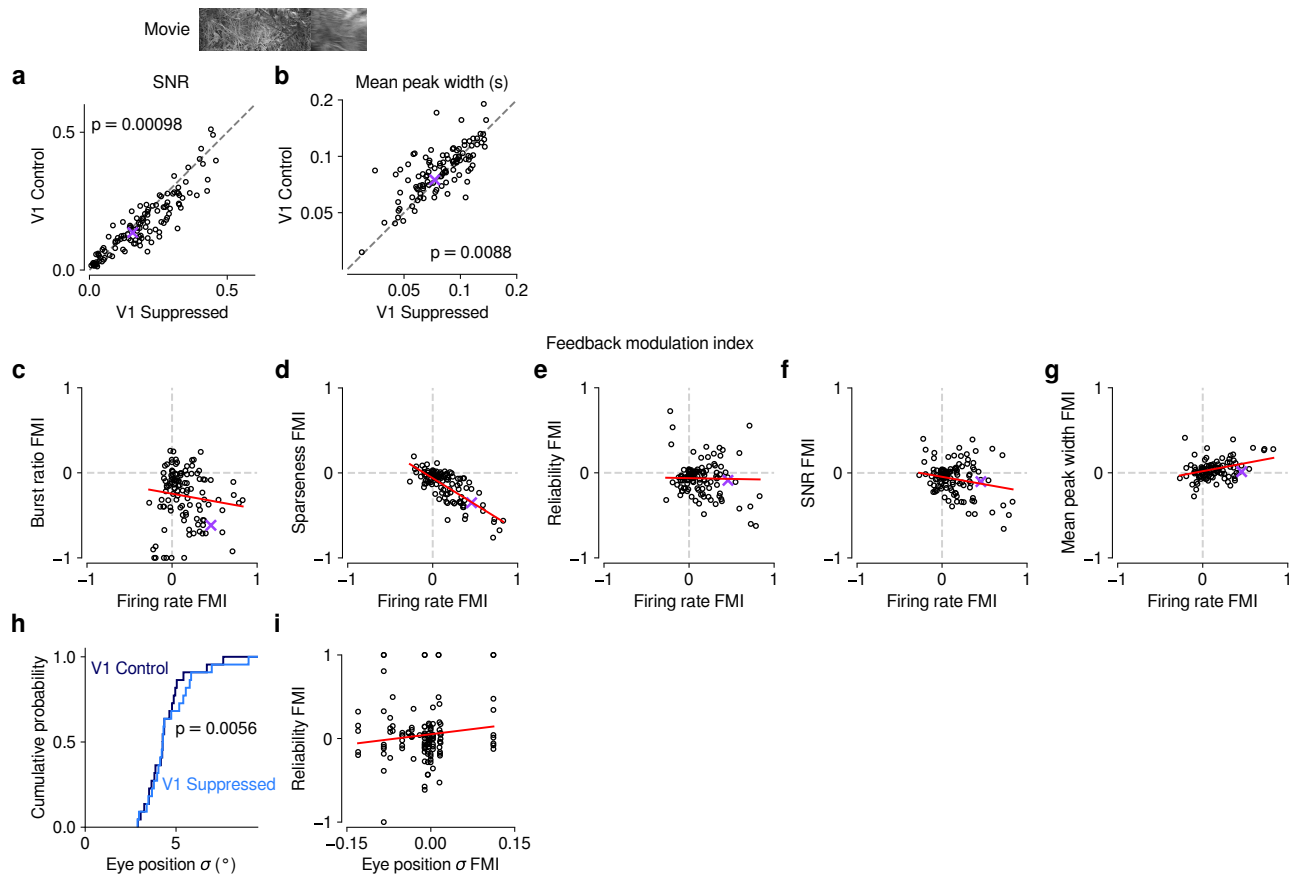 Movie
a
SNR
p = 0.00098
0.5
0.0
V1 Control
0.0
0.5
V1 Suppressed
b
Mean peak width (s)
0.2
0.1
0.05
V1 Control
p = 0.0088
0.05
0.1
0.2
V1 Suppressed
Feedback modulation index
c
1
0
−1
Burst ratio FMI
−1
0
1
Firing rate FMI
d
1
0
−1
Sparseness FMI
−1
0
1
Firing rate FMI
e
1
0
−1
Reliability FMI
−1
0
1
Firing rate FMI
f
1
0
−1
SNR FMI
−1
0
1
Firing rate FMI
g
1
0
−1
Mean peak width FMI
−1
0
1
Firing rate FMI
h
1.0
0.5
0.0
Cumulative probability
V1 Control
p = 0.0056
V1 Suppressed
0
5
Eye position σ (°)
i
1
0
−1
Reliability FMI
−0.15
0.00
0.15
Eye position σ FMI